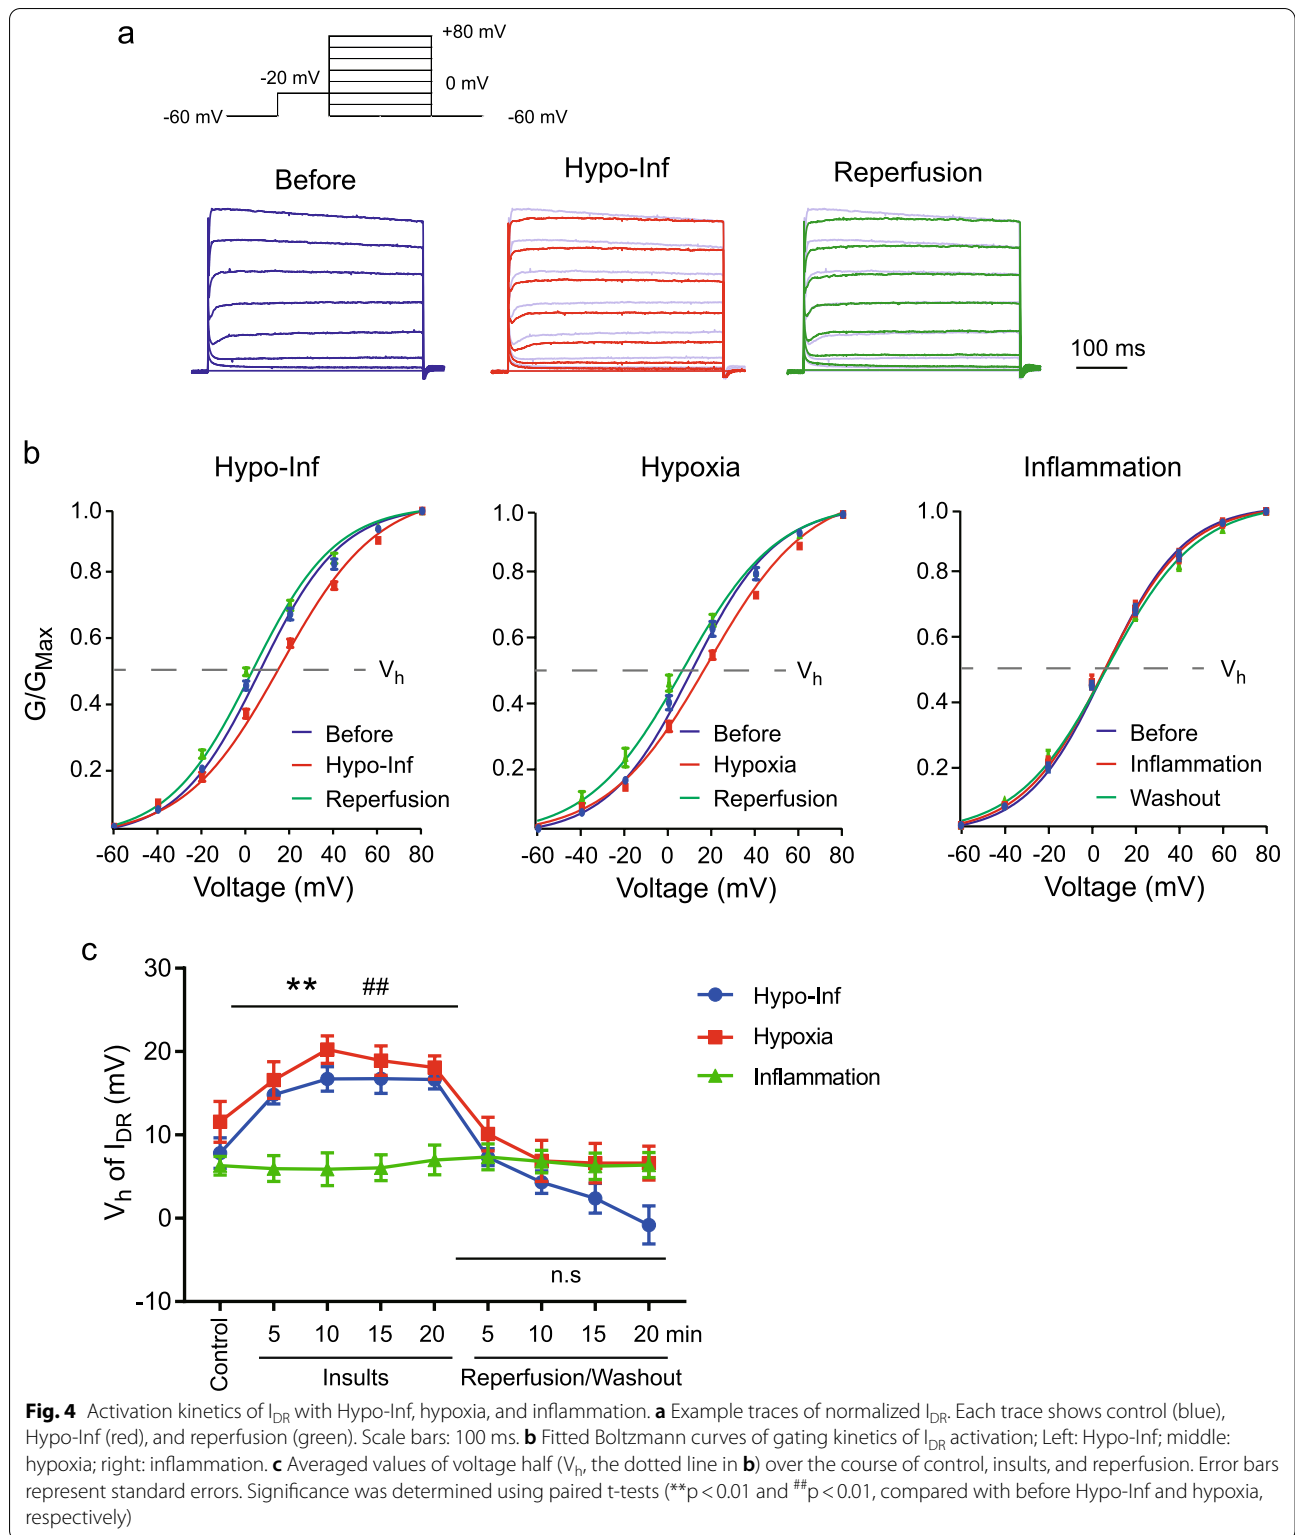 a
+80 mV
-20 mV
0 mV
-60 mV
-60 mV
Before
Hypo-Inf
Reperfusion
100 ms
b
Hypo-Inf
Hypoxia
Inflammation
G/GMax
1.0
0.8
0.6
0.4
0.2
Vh
Before
Hypo-Inf
Reperfusion
-60 -40 -20 0 20 40 60 80
Voltage (mV)
1.0
0.8
0.6
0.4
0.2
Vh
Before
Hypoxia
Reperfusion
-60 -40 -20 0 20 40 60 80
Voltage (mV)
1.0
0.8
0.6
0.4
0.2
Vh
Before
Inflammation
Washout
-60 -40 -20 0 20 40 60 80
Voltage (mV)
c
Vh of IDR (mV)
30
20
10
0
-10
** ##
Hypo-Inf
Hypoxia
Inflammation
n.s
Control
5 10 15 20 5 10 15 20 min
Insults
Reperfusion/Washout
Fig. 4 Activation kinetics of IDR with Hypo-Inf, hypoxia, and inflammation. a Example traces of normalized IDR. Each trace shows control (blue),
Hypo-Inf (red), and reperfusion (green). Scale bars: 100 ms. b Fitted Boltzmann curves of gating kinetics of IDR activation; Left: Hypo-Inf; middle:
hypoxia; right: inflammation. c Averaged values of voltage half (Vh, the dotted line in b) over the course of control, insults, and reperfusion. Error bars
represent standard errors. Significance was determined using paired t-tests (**p < 0.01 and ##p < 0.01, compared with before Hypo-Inf and hypoxia,
respectively)